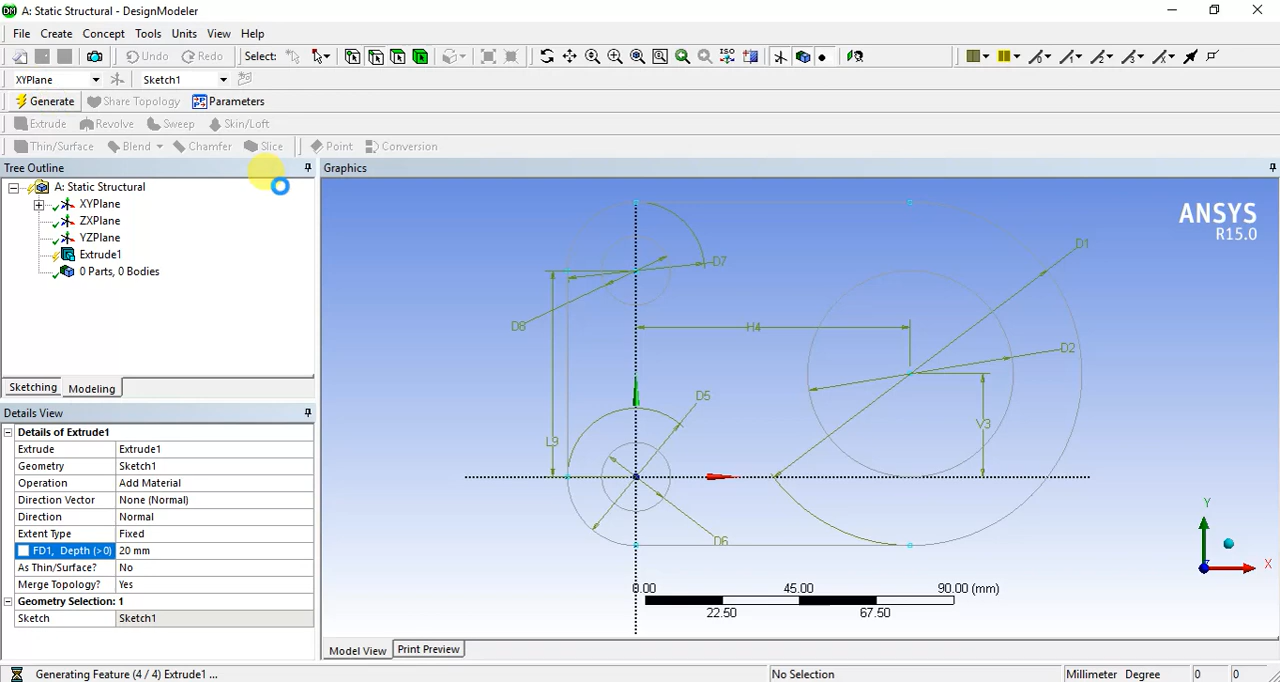 A: Static Structural - DesignModeler
File Create Concept Tools Units View Help
Undo Redo Select: ISO
XYPlane Sketch1
Generate Share Topology Parameters
Extrude Revolve Sweep Skin/Loft
Thin/Surface Blend Chamfer Slice Point Conversion
Tree Outline
A: Static Structural
XYPlane
ZXPlane
YZPlane
Extrude1
0 Parts, 0 Bodies
Sketching Modeling
Details View
Details of Extrude1
Extrude Extrude1
Geometry Sketch1
Operation Add Material
Direction Vector None (Normal)
Direction Normal
Extent Type Fixed
FD1, Depth (>0) 20 mm
As Thin/Surface? No
Merge Topology? Yes
Geometry Selection: 1
Sketch Sketch1
Graphics
ANSYS
R15.0
D1
D7
D8
H4
D2
D5
V3
L9
D6
0.00 45.00 90.00 (mm)
22.50 67.50
Y
X
Model View Print Preview
Generating Feature (4 / 4) Extrude1 ... No Selection Millimeter Degree 0 0